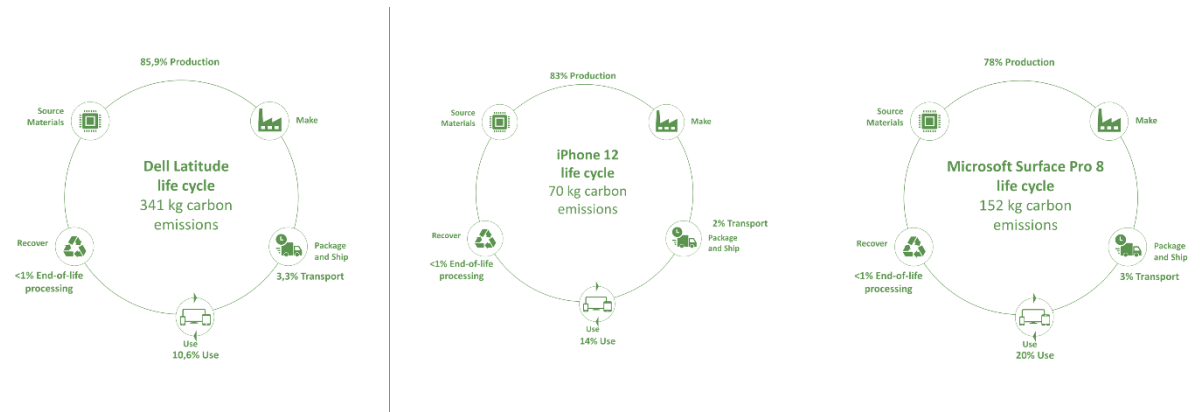 85,9% Production
Source
Materials
Make
Dell Latitude
life cycle
341 kg carbon
emissions
Recover
<1% End-of-life
processing
Package
and Ship
3,3% Transport
Use
10,6% Use
83% Production
Source
Materials
Make
iPhone 12
life cycle
70 kg carbon
emissions
2% Transport
Package
and Ship
Recover
<1% End-of-life
processing
Use
14% Use
78% Production
Source
Materials
Make
Microsoft Surface Pro 8
life cycle
152 kg carbon
emissions
Recover
<1% End-of-life
processing
Package
and Ship
3% Transport
Use
20% Use